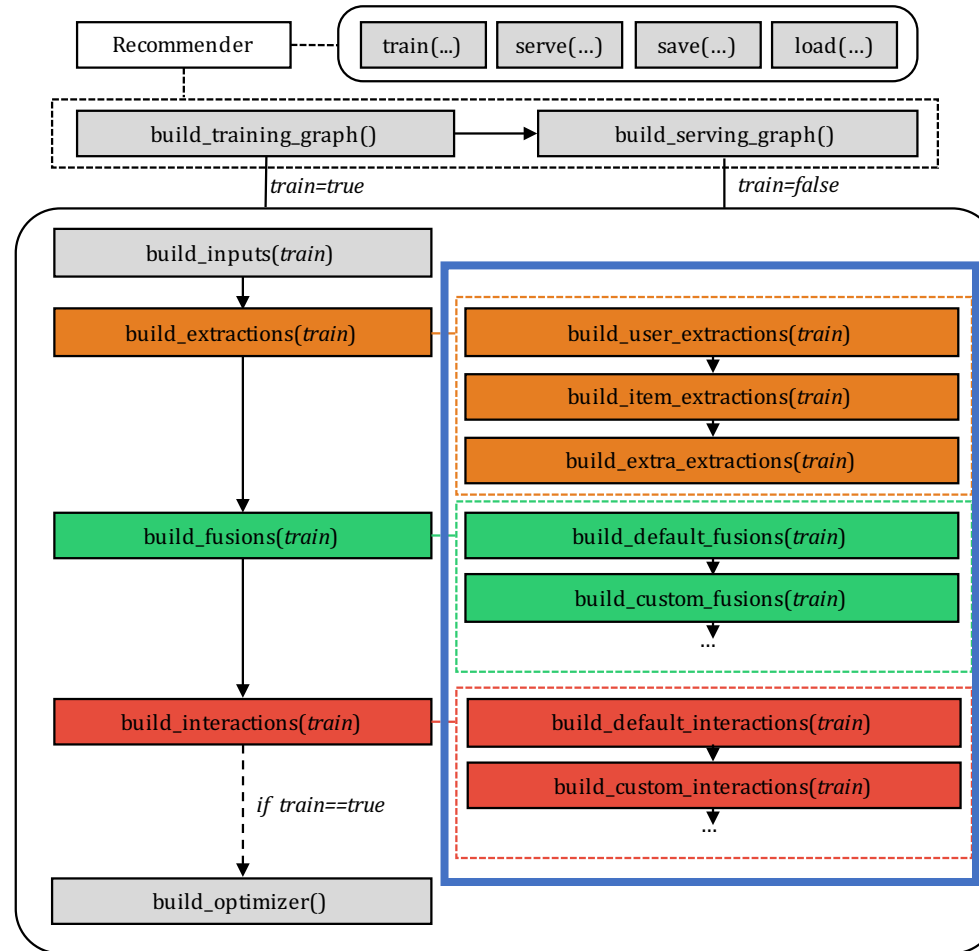 Recommender
train(...)
serve(...)
save(...)
load(...)
build_training_graph()
build_serving_graph()
train=true
train=false
build_inputs(train)
build_extractions(train)
build_user_extractions(train)
build_item_extractions(train)
build_extra_extractions(train)
build_fusions(train)
build_default_fusions(train)
build_custom_fusions(train)
...
build_interactions(train)
build_default_interactions(train)
build_custom_interactions(train)
...
if train==true
build_optimizer()